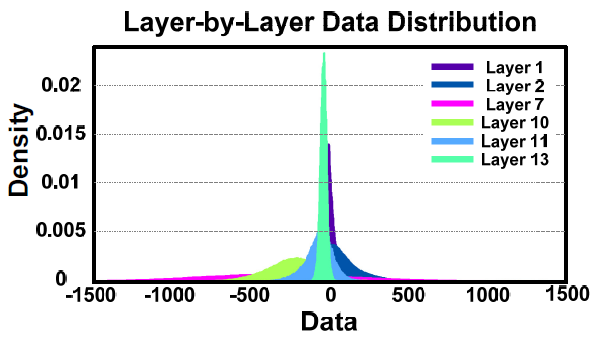 Layer-by-Layer Data Distribution
Density
0.02
0.015
0.01
0.005
0
Layer 1
Layer 2
Layer 7
Layer 10
Layer 11
Layer 13
-1500 -1000 -500 0 500 1000 1500
Data